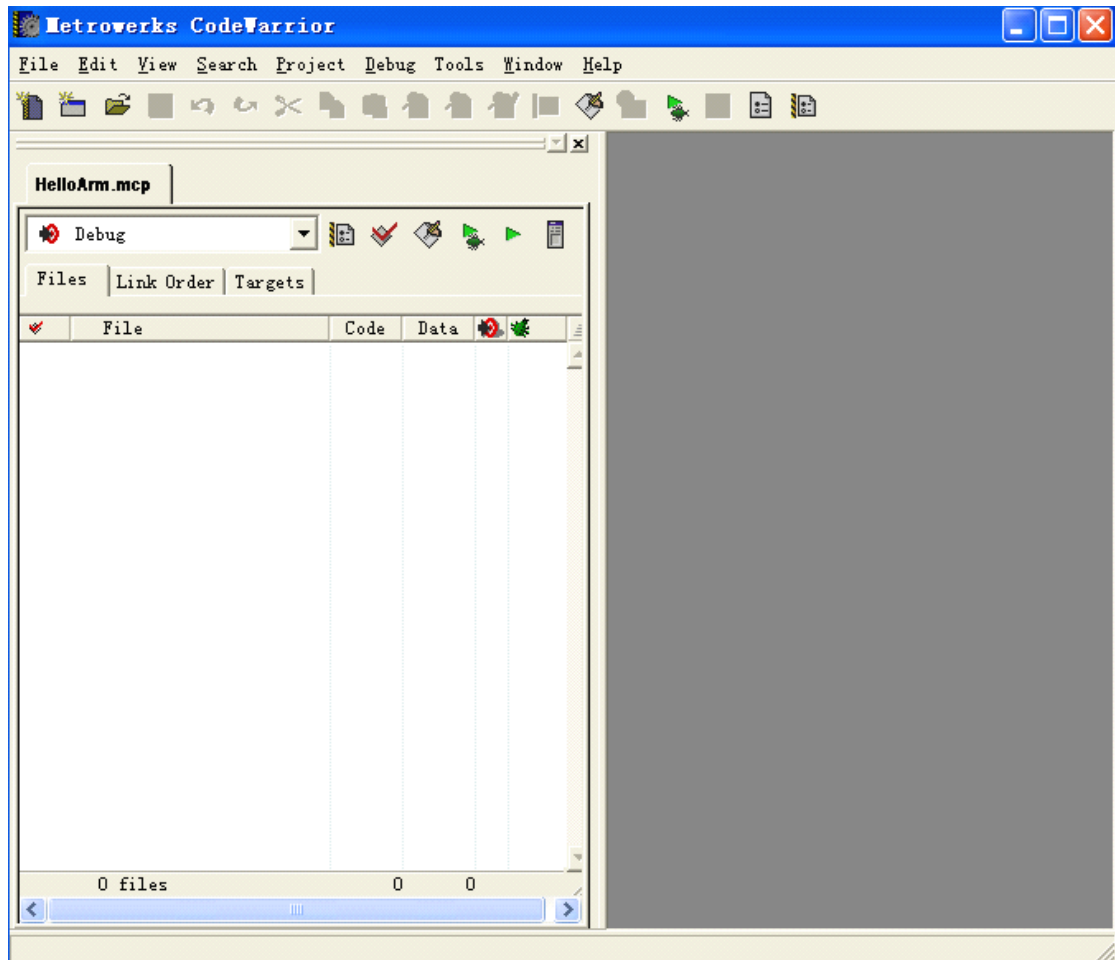 Metrowerks CodeWarrior
File Edit View Search Project Debug Tools Window Help
HelloArm.mcp
Debug
Files Link Order Targets
File Code Data
0 files 0 0